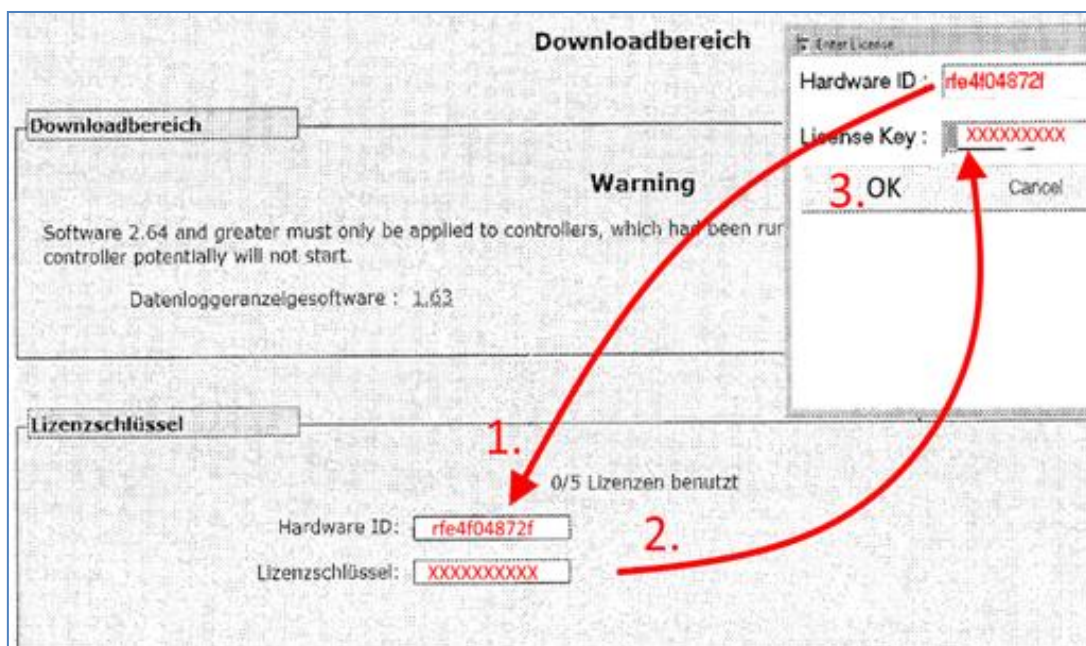 Downloadbereich
Enter License
Hardware ID : rfe4f04872f
License Key : XXXXXXXXX
3. OK Cancel
Downloadbereich
Warning
Software 2.64 and greater must only be applied to controllers, which had been run
controller potentially will not start.
Datenloggeranzeigesoftware : 1.63
Lizenzschlüssel
1.
0/5 Lizenzen benutzt
Hardware ID: rfe4f04872f
2.
Lizenzschlüssel: XXXXXXXXXX